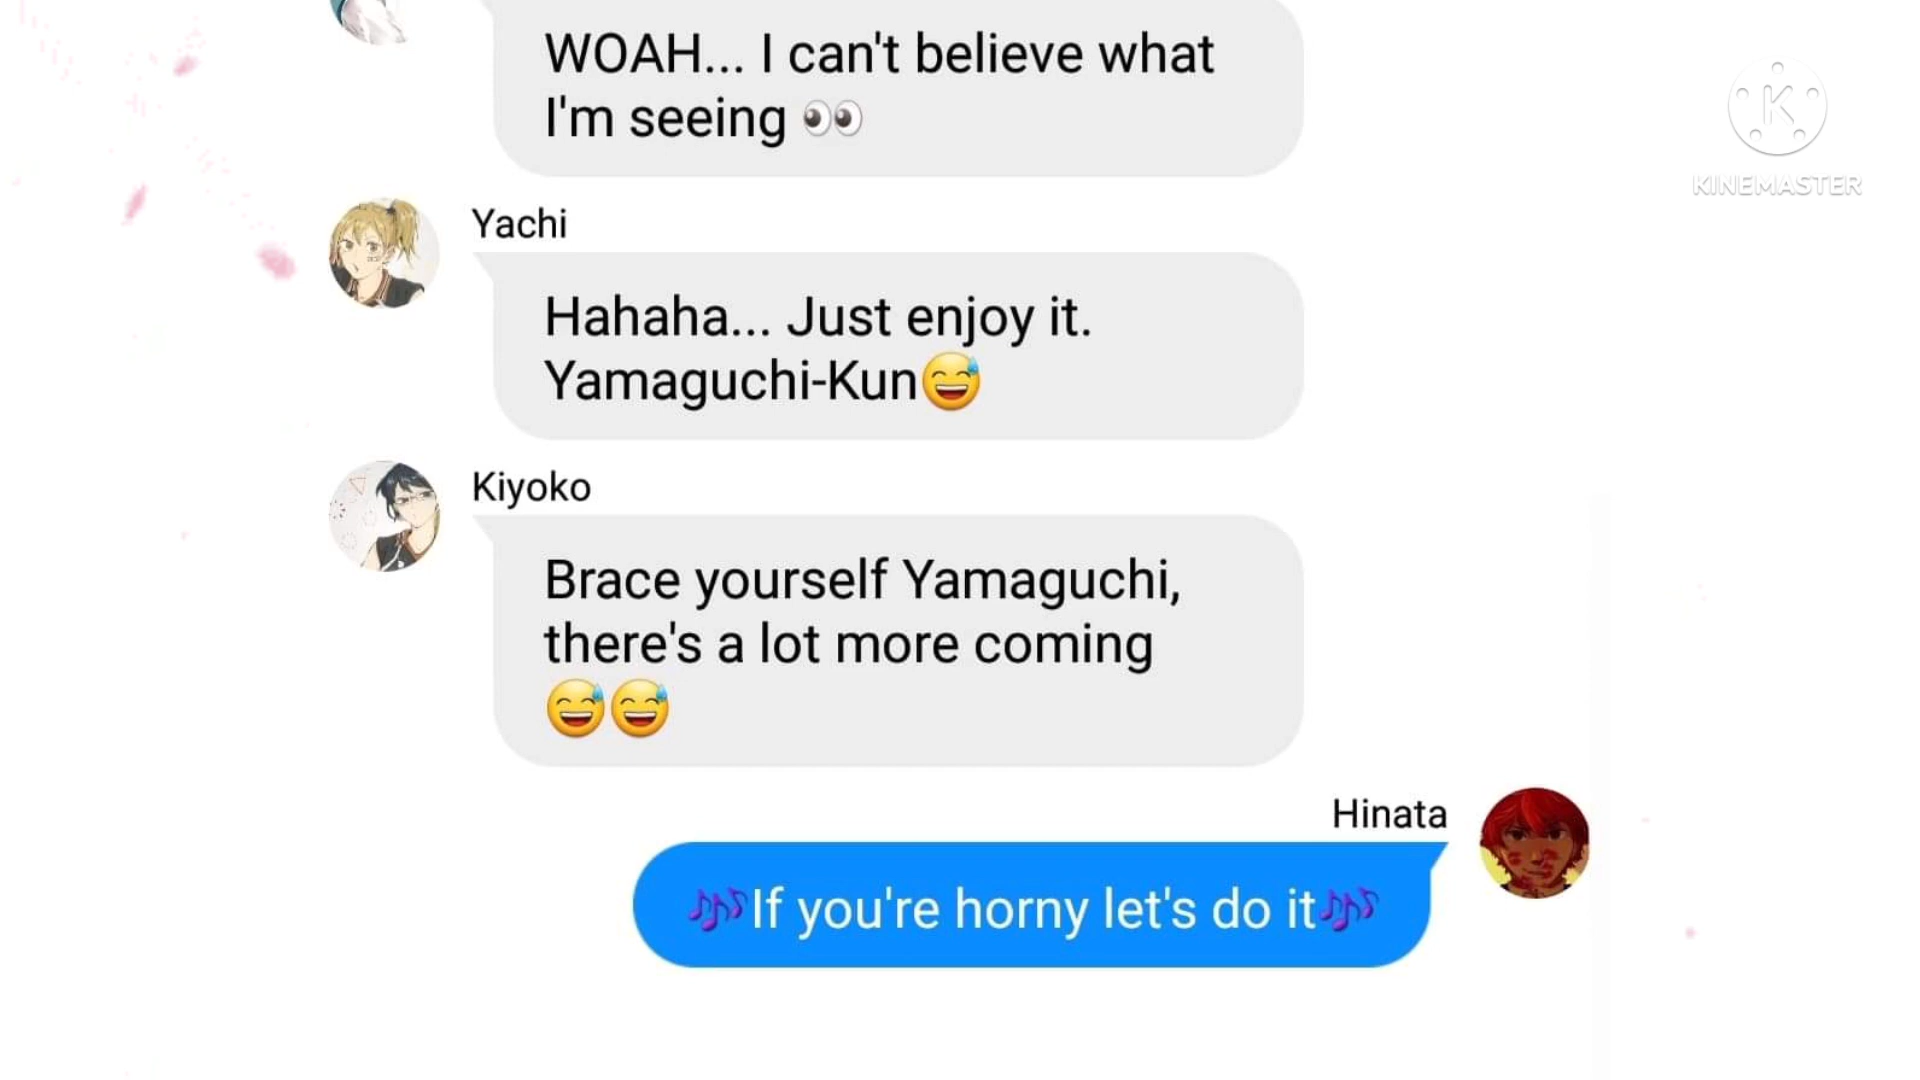 WOAH... I can't believe what
I'm seeing 👀
KINEMASTER
Yachi
Hahaha... Just enjoy it.
Yamaguchi-Kun😅
Kiyoko
Brace yourself Yamaguchi,
there's a lot more coming
😅😅
Hinata
🎶If you're horny let's do it🎶